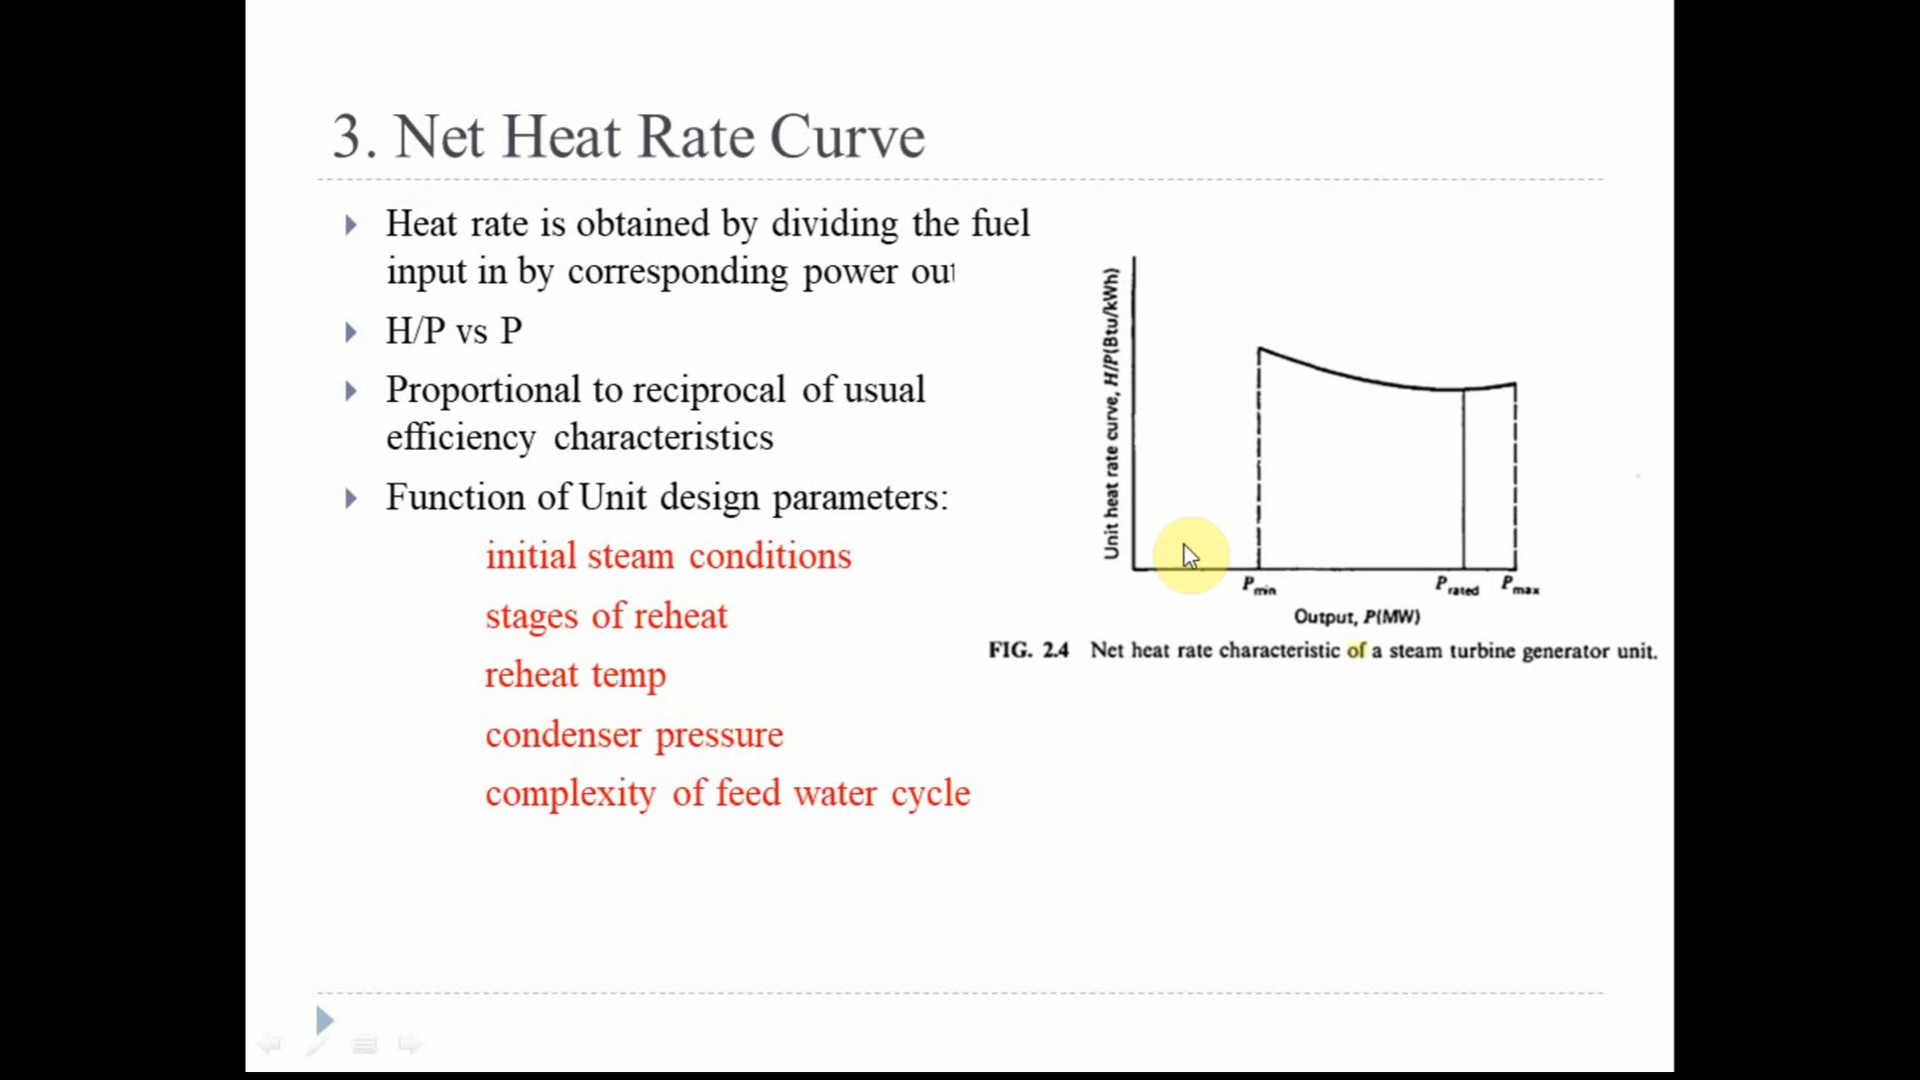 3. Net Heat Rate Curve
Heat rate is obtained by dividing the fuel
input in by corresponding power out
H/P vs P
Proportional to reciprocal of usual
efficiency characteristics
Function of Unit design parameters:
initial steam conditions
stages of reheat
reheat temp
condenser pressure
complexity of feed water cycle
Unit heat rate curve, H/P(Btu/kWh)
Pmin
Prated
Pmax
Output, P(MW)
FIG. 2.4 Net heat rate characteristic of a steam turbine generator unit.